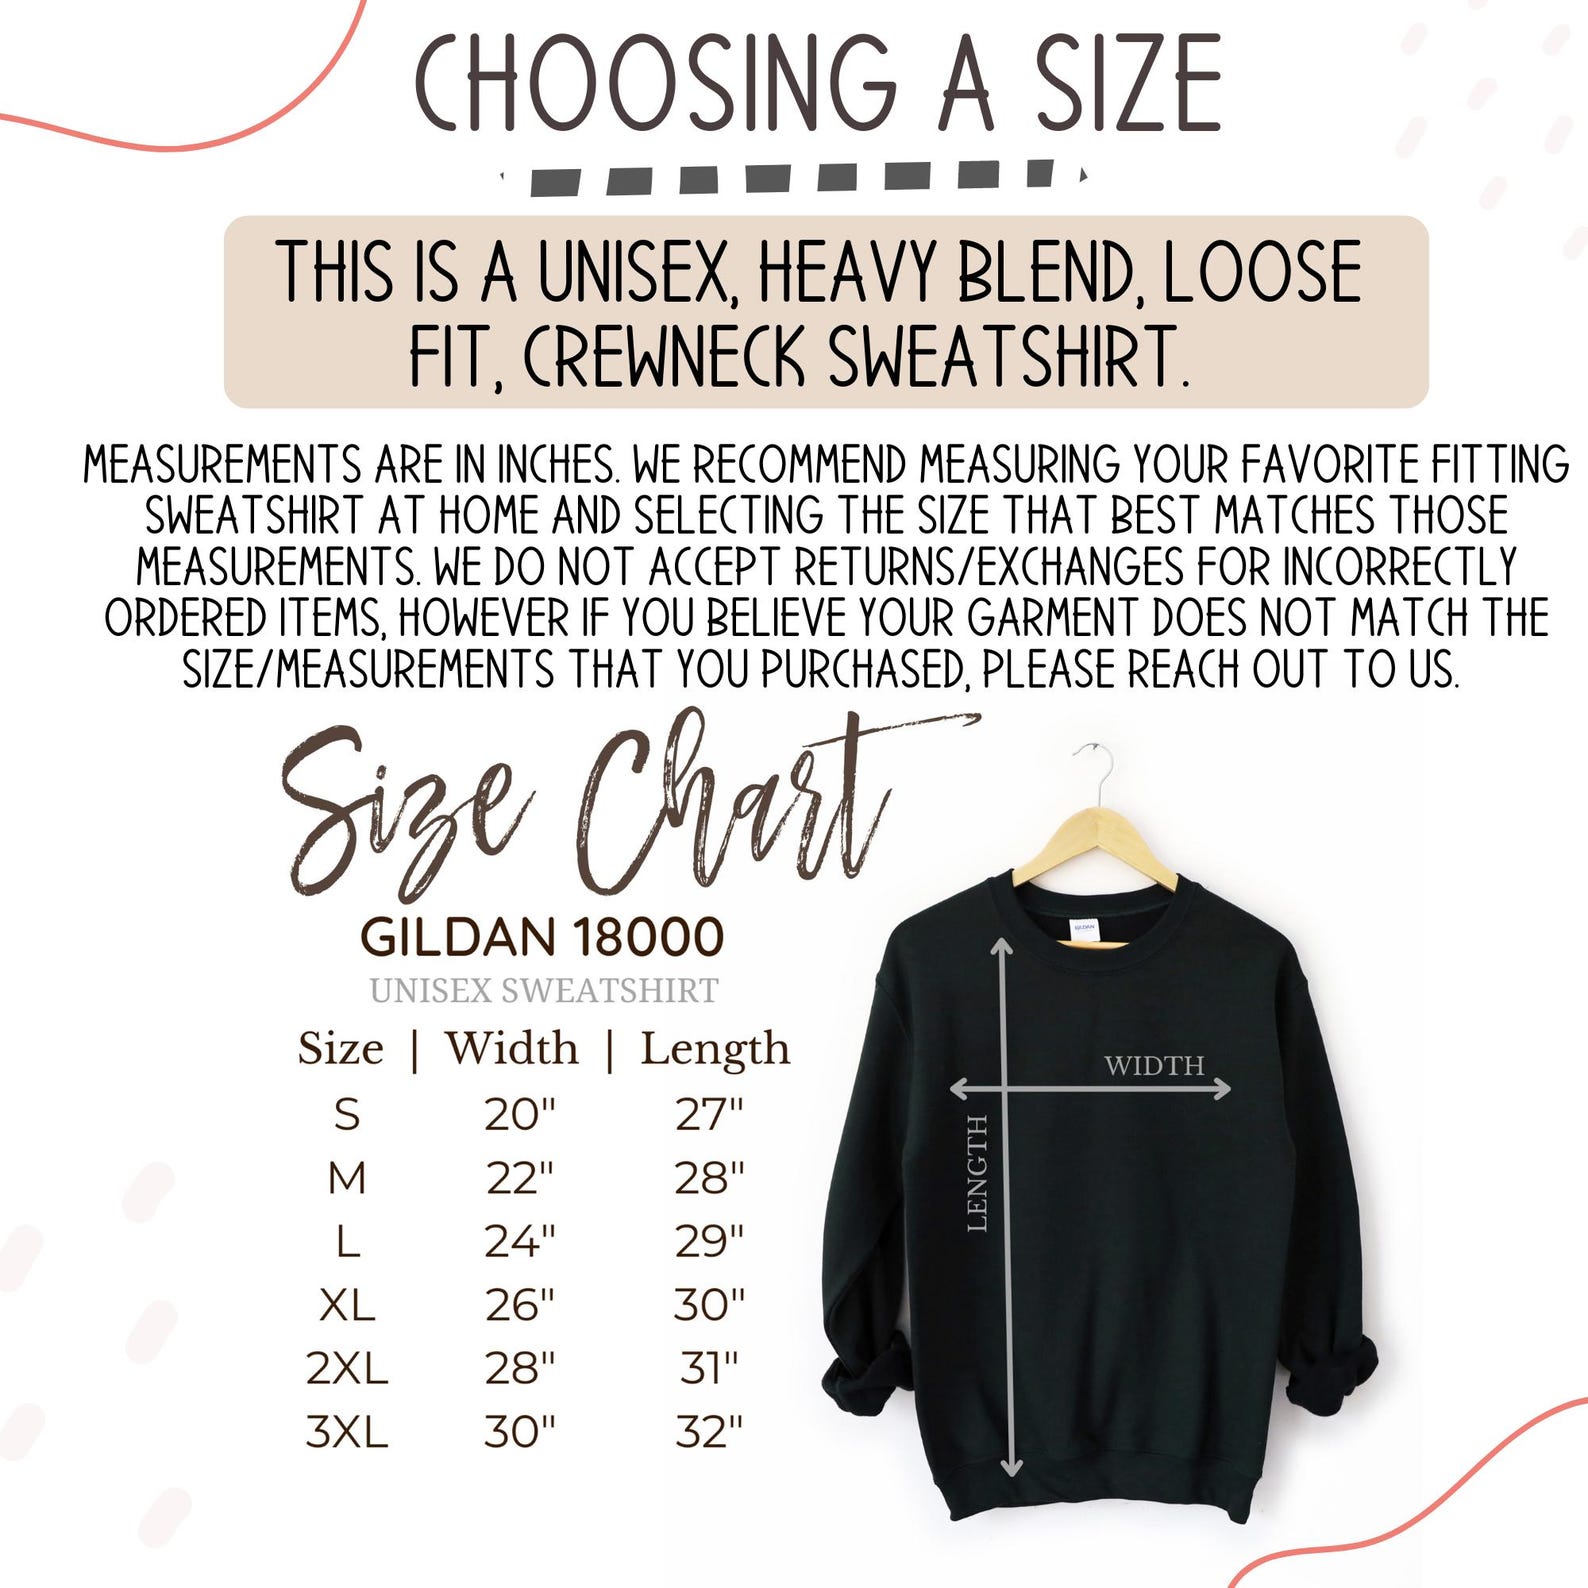 CHOOSING A SIZE
THIS IS A UNISEX, HEAVY BLEND, LOOSE
FIT, CREWNECK SWEATSHIRT.
MEASUREMENTS ARE IN INCHES. WE RECOMMEND MEASURING YOUR FAVORITE FITTING
SWEATSHIRT AT HOME AND SELECTING THE SIZE THAT BEST MATCHES THOSE
MEASUREMENTS. WE DO NOT ACCEPT RETURNS/EXCHANGES FOR INCORRECTLY
ORDERED ITEMS, HOWEVER IF YOU BELIEVE YOUR GARMENT DOES NOT MATCH THE
SIZE/MEASUREMENTS THAT YOU PURCHASED, PLEASE REACH OUT TO US.
Size Chart
GILDAN 18000
UNISEX SWEATSHIRT
Size | Width | Length
S 20" 27"
M 22" 28"
L 24" 29"
XL 26" 30"
2XL 28" 31"
3XL 30" 32"
GILDAN
WIDTH
LENGTH